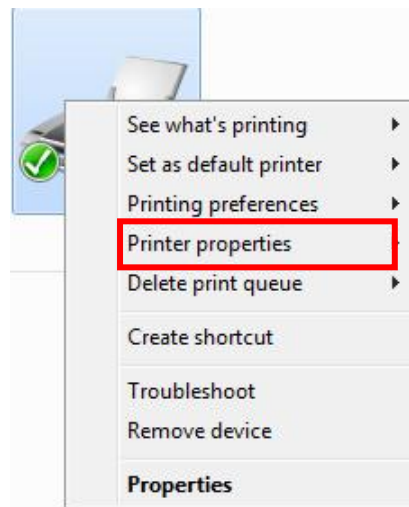 See what's printing
Set as default printer
Printing preferences
Printer properties
Delete print queue
Create shortcut
Troubleshoot
Remove device
Properties